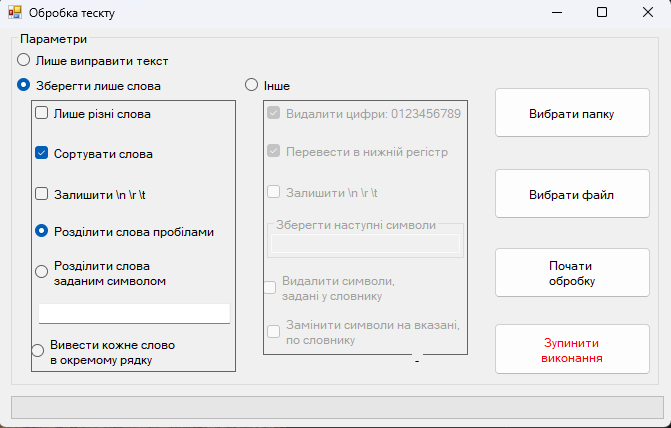 Обробка тескту
Параметри
Лише виправити текст
Зберегти лише слова
Лише різні слова
Сортувати слова
Залишити \n \r \t
Розділити слова пробілами
Розділити слова
заданим символом
Вивести кожне слово
в окремому рядку
Інше
Видалити цифри: 0123456789
Перевести в нижній регістр
Залишити \n \r \t
Зберегти наступні символи
Видалити символи,
задані у словнику
Замінити символи на вказані,
по словнику
Вибрати папку
Вибрати файл
Почати
обробку
Зупинити
виконання